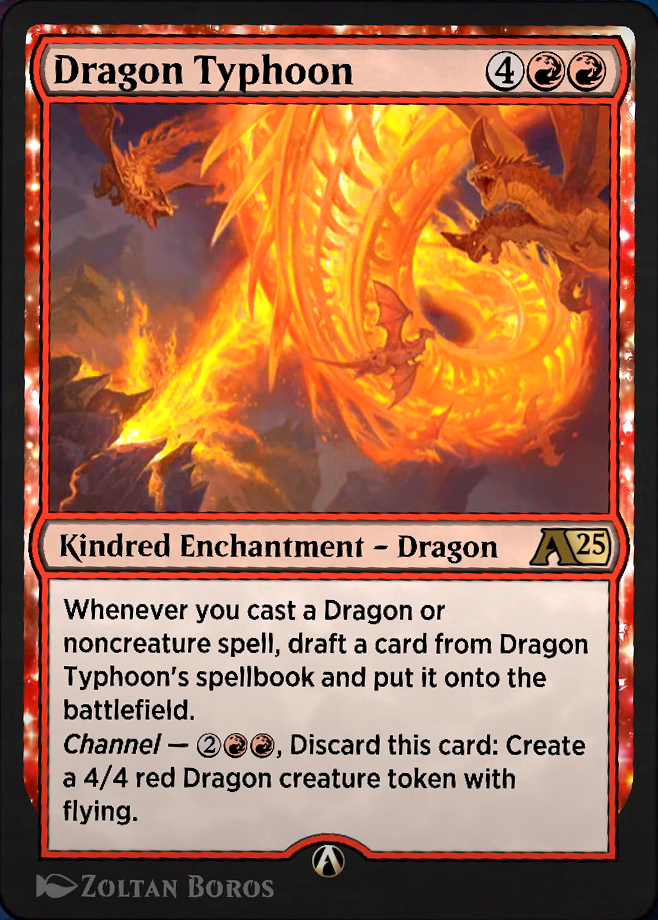 Dragon Typhoon 4
Kindred Enchantment – Dragon A25
Whenever you cast a Dragon or
noncreature spell, draft a card from Dragon
Typhoon's spellbook and put it onto the
battlefield.
Channel — 2, Discard this card: Create
a 4/4 red Dragon creature token with
flying.
Zoltan Boros